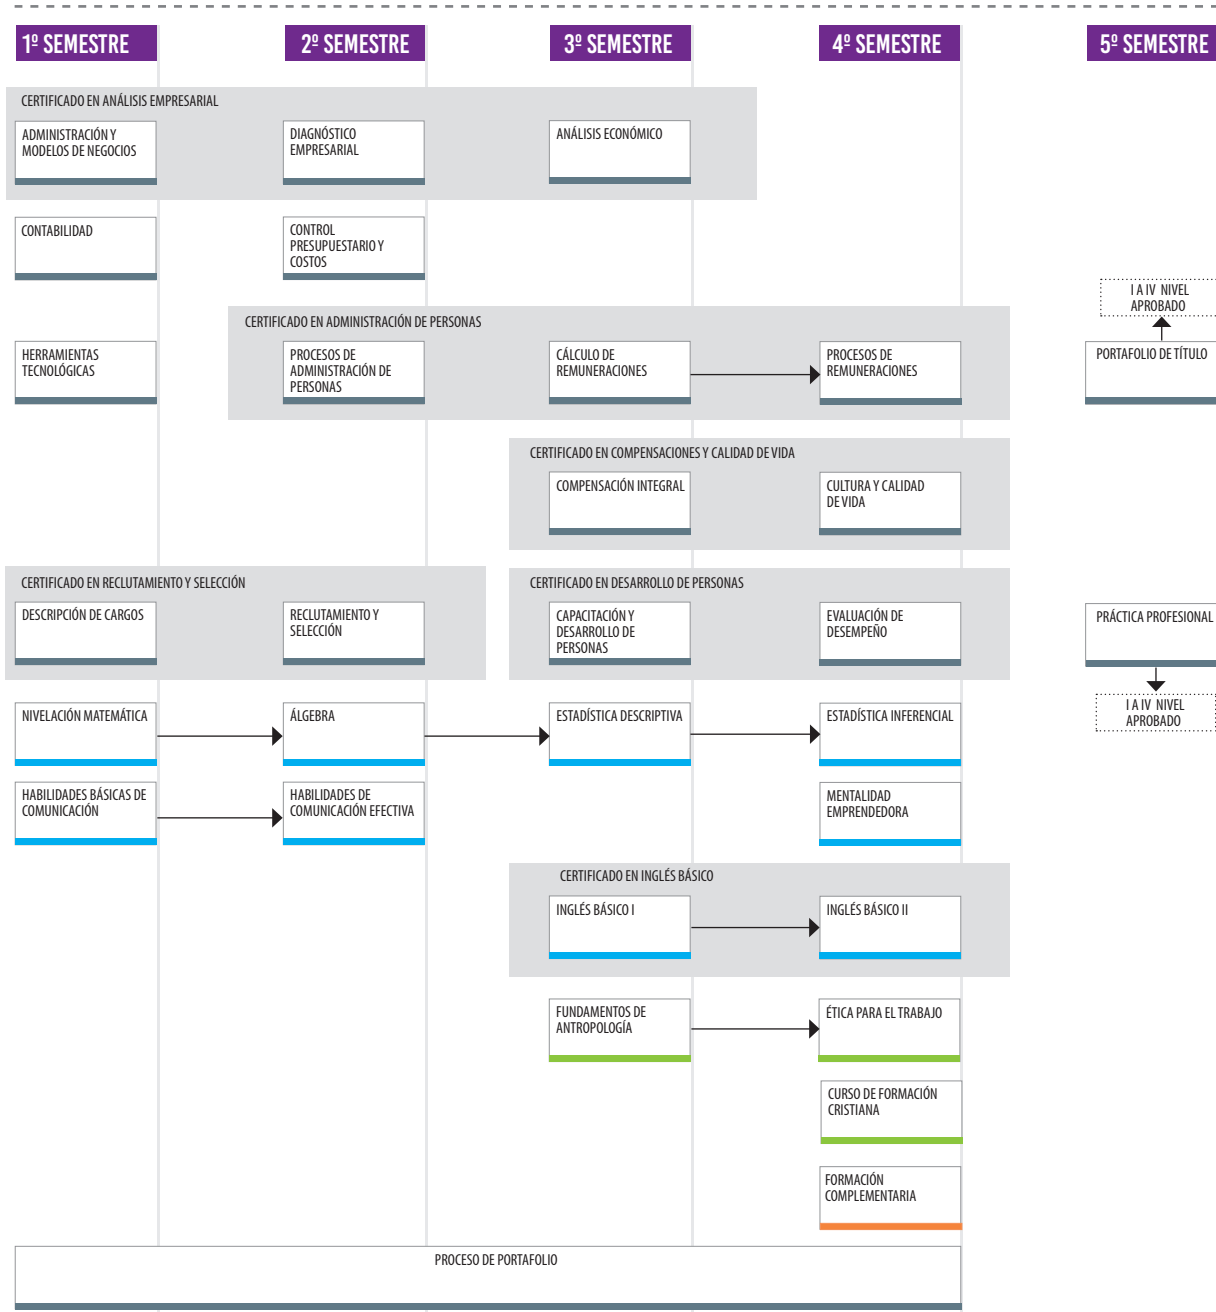 1º SEMESTRE
2º SEMESTRE
3º SEMESTRE
4º SEMESTRE
5º SEMESTRE
CERTIFICADO EN ANÁLISIS EMPRESARIAL
ADMINISTRACIÓN Y
MODELOS DE NEGOCIOS
DIAGNÓSTICO
EMPRESARIAL
ANÁLISIS ECONÓMICO
CONTABILIDAD
CONTROL
PRESUPUESTARIO Y
COSTOS
I A IV NIVEL
APROBADO
CERTIFICADO EN ADMINISTRACIÓN DE PERSONAS
HERRAMIENTAS
TECNOLÓGICAS
PROCESOS DE
ADMINISTRACIÓN DE
PERSONAS
CÁLCULO DE
REMUNERACIONES
PROCESOS DE
REMUNERACIONES
PORTAFOLIO DE TÍTULO
CERTIFICADO EN COMPENSACIONES Y CALIDAD DE VIDA
COMPENSACIÓN INTEGRAL
CULTURA Y CALIDAD
DE VIDA
CERTIFICADO EN RECLUTAMIENTO Y SELECCIÓN
CERTIFICADO EN DESARROLLO DE PERSONAS
DESCRIPCIÓN DE CARGOS
RECLUTAMIENTO Y
SELECCIÓN
CAPACITACIÓN Y
DESARROLLO DE
PERSONAS
EVALUACIÓN DE
DESEMPEÑO
PRÁCTICA PROFESIONAL
I A IV NIVEL
APROBADO
NIVELACIÓN MATEMÁTICA
ÁLGEBRA
ESTADÍSTICA DESCRIPTIVA
ESTADÍSTICA INFERENCIAL
HABILIDADES BÁSICAS DE
COMUNICACIÓN
HABILIDADES DE
COMUNICACIÓN EFECTIVA
MENTALIDAD
EMPRENDEDORA
CERTIFICADO EN INGLÉS BÁSICO
INGLÉS BÁSICO I
INGLÉS BÁSICO II
FUNDAMENTOS DE
ANTROPOLOGÍA
ÉTICA PARA EL TRABAJO
CURSO DE FORMACIÓN
CRISTIANA
FORMACIÓN
COMPLEMENTARIA
PROCESO DE PORTAFOLIO